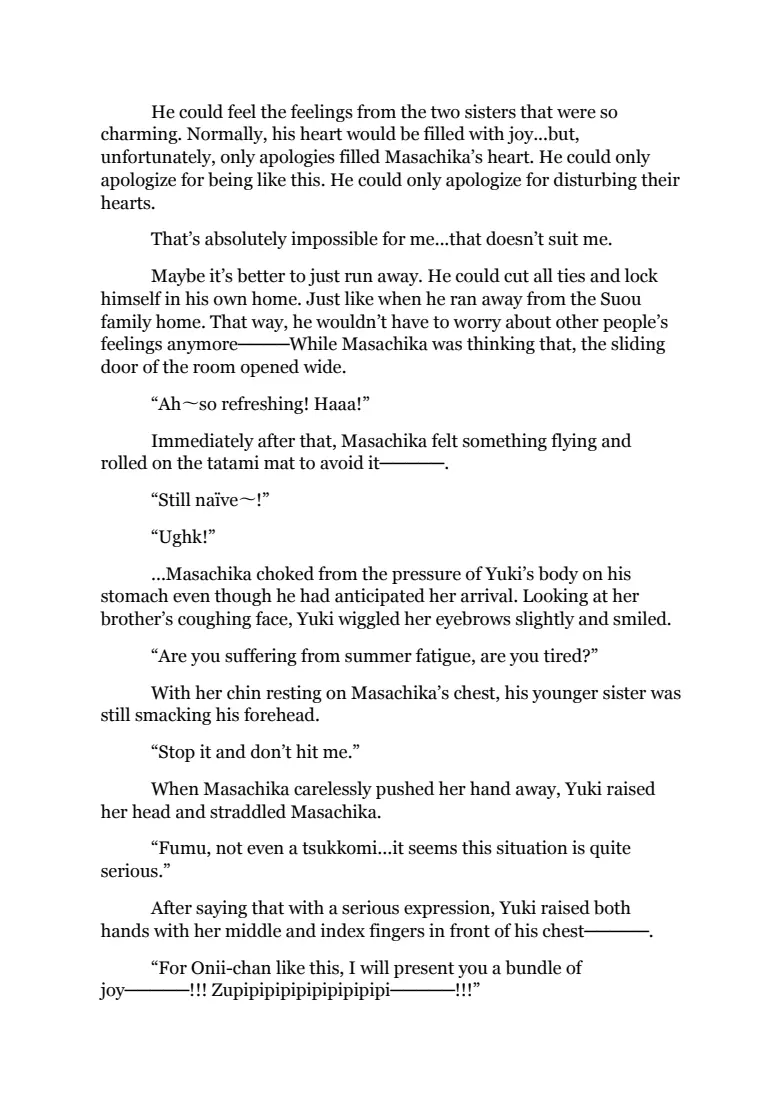 He could feel the feelings from the two sisters that were so
charming. Normally, his heart would be filled with joy...but,
unfortunately, only apologies filled Masachika’s heart. He could only
apologize for being like this. He could only apologize for disturbing their
hearts.
That’s absolutely impossible for me...that doesn’t suit me.
Maybe it’s better to just run away. He could cut all ties and lock
himself in his own home. Just like when he ran away from the Suou
family home. That way, he wouldn’t have to worry about other people’s
feelings anymore————While Masachika was thinking that, the sliding
door of the room opened wide.
“Ah～so refreshing! Haaa!”
Immediately after that, Masachika felt something flying and
rolled on the tatami mat to avoid it—————.
“Still naïve～!”
“Ughk!”
...Masachika choked from the pressure of Yuki’s body on his
stomach even though he had anticipated her arrival. Looking at her
brother’s coughing face, Yuki wiggled her eyebrows slightly and smiled.
“Are you suffering from summer fatigue, are you tired?”
With her chin resting on Masachika’s chest, his younger sister was
still smacking his forehead.
“Stop it and don’t hit me.”
When Masachika carelessly pushed her hand away, Yuki raised
her head and straddled Masachika.
“Fumu, not even a tsukkomi...it seems this situation is quite
serious.”
After saying that with a serious expression, Yuki raised both
hands with her middle and index fingers in front of his chest—————.
“For Onii-chan like this, I will present you a bundle of
joy—————!!! Zupipipipipipipipipipi—————!!!”